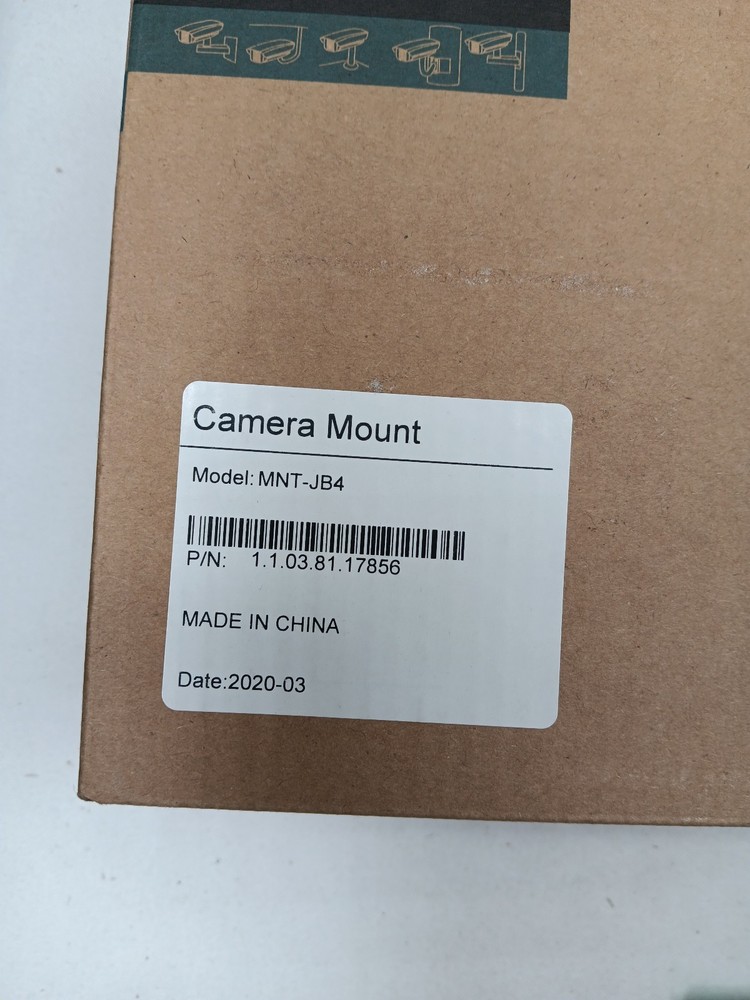 Camera Mount
Model: MNT-JB4
P/N: 1.1.03.81.17856
MADE IN CHINA
Date:2020-03